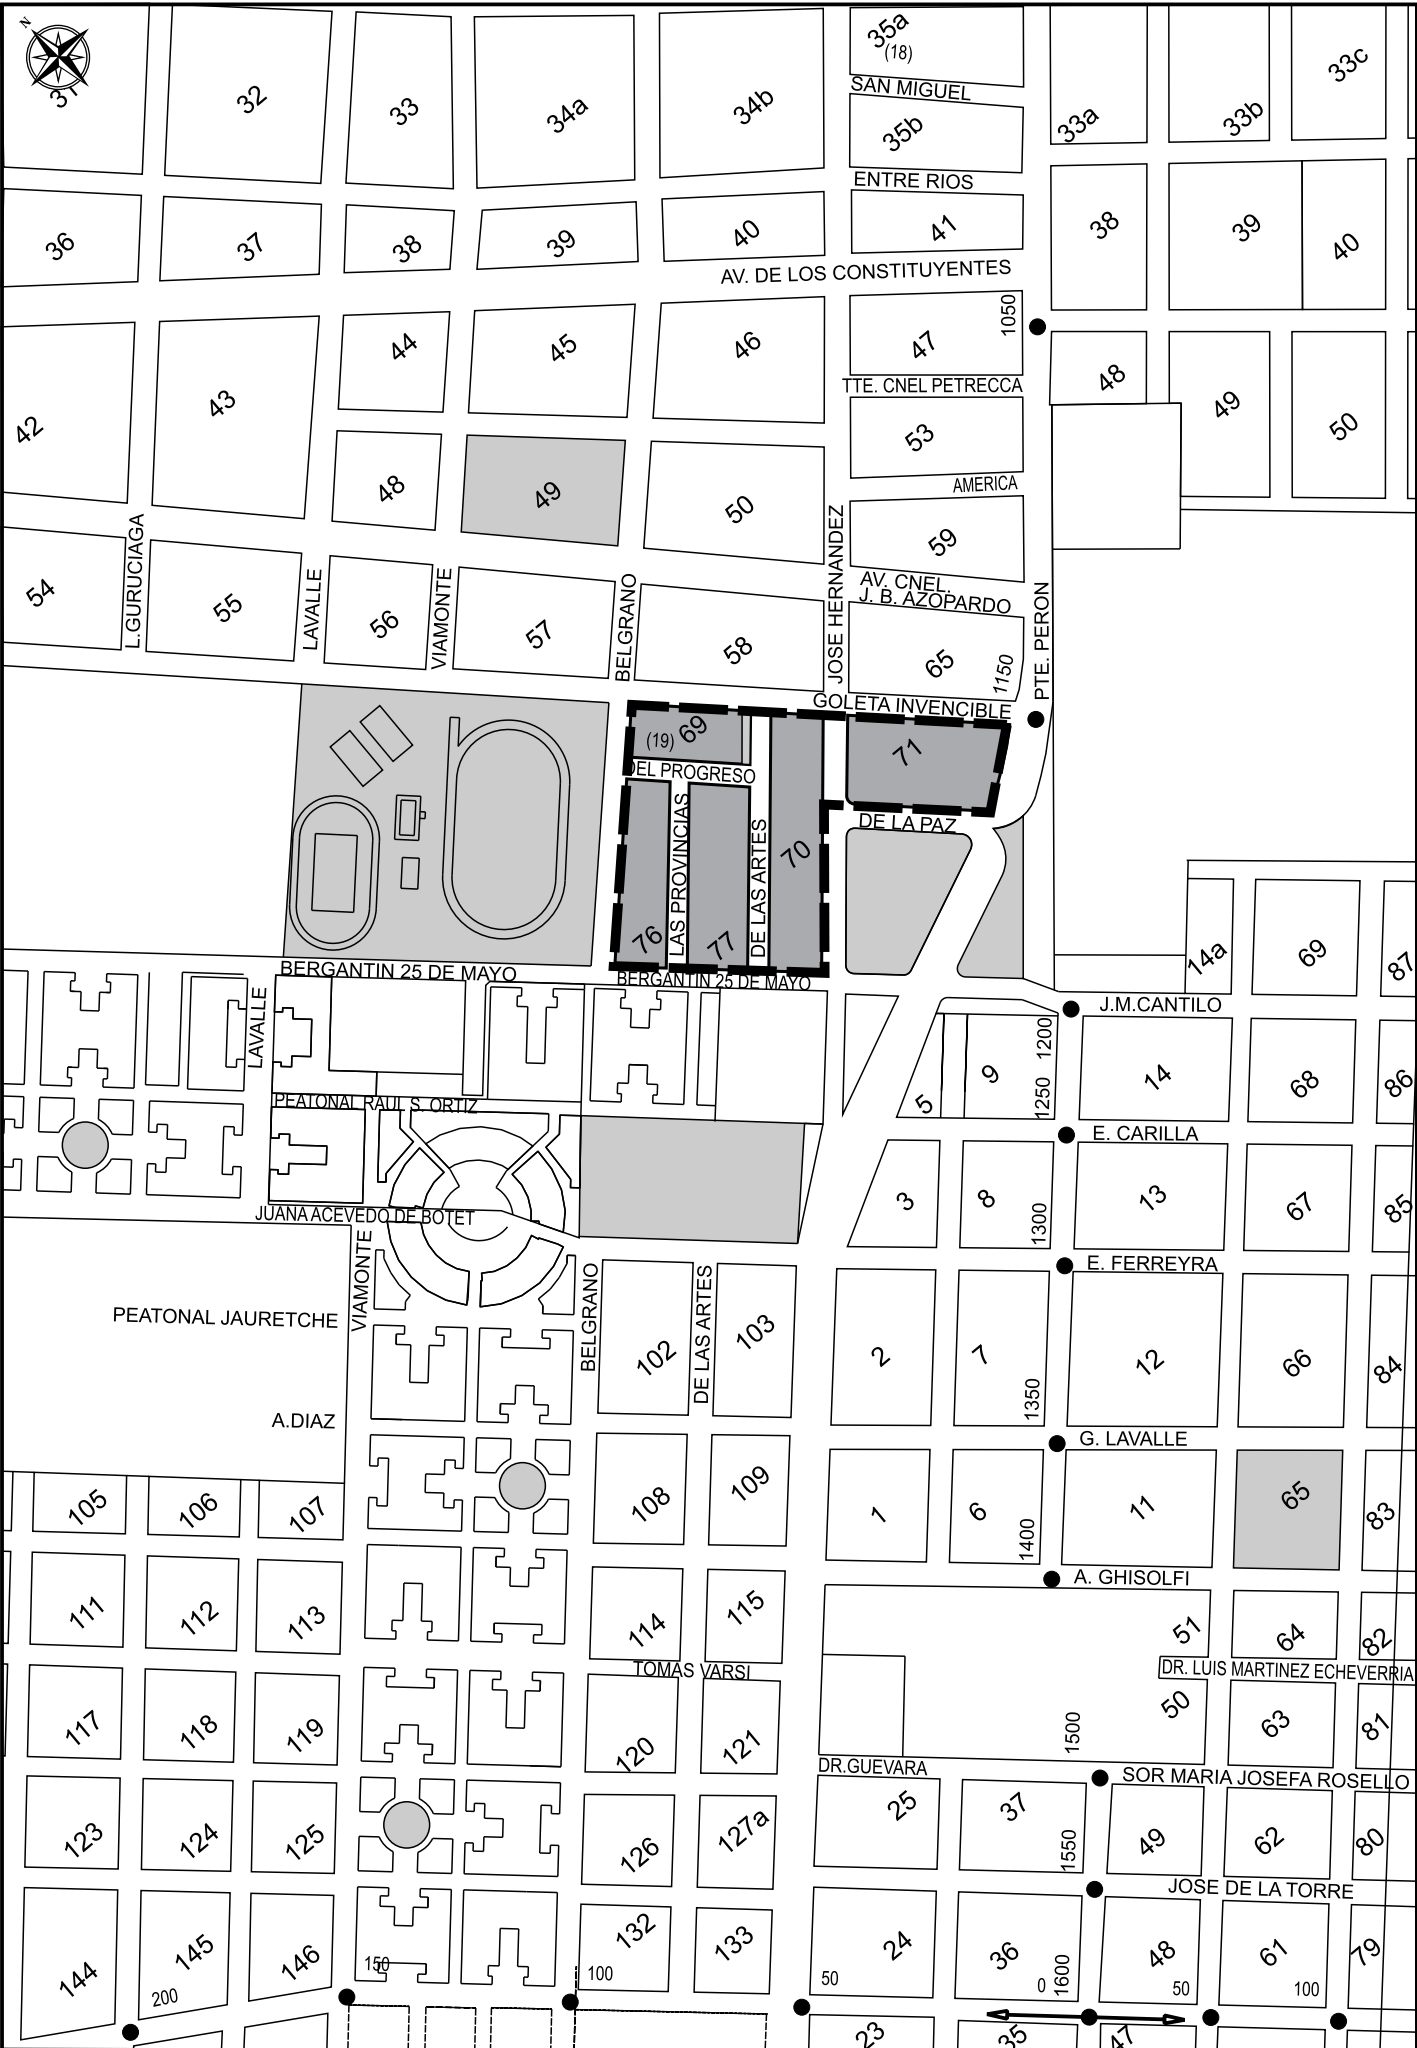 N
31
32
33
34a
34b
35a
(18)
SAN MIGUEL
35b
33a
33b
33c
ENTRE RIOS
36
37
38
39
40
41
38
39
40
AV. DE LOS CONSTITUYENTES
1050
42
43
44
45
46
47
48
49
50
TTE. CNEL PETRECCA
53
AMERICA
48
49
50
59
L.GURUCIAGA
LAVALLE
VIAMONTE
BELGRANO
JOSE HERNANDEZ
AV. CNEL.
J. B. AZOPARDO
PTE. PERON
54
55
56
57
58
65
1150
GOLETA INVENCIBLE
69
(19)
71
DEL PROGRESO
DE LA PAZ
LAS PROVINCIAS
DE LAS ARTES
70
76
77
14a
69
87
BERGANTIN 25 DE MAYO
BERGANTIN 25 DE MAYO
J.M.CANTILO
LAVALLE
1200
5
9
1250
14
68
86
PEATONAL RAUL S. ORTIZ
E. CARILLA
3
8
1300
13
67
85
JUANA ACEVEDO DE BOTET
VIAMONTE
E. FERREYRA
PEATONAL JAURETCHE
BELGRANO
DE LAS ARTES
102
103
2
7
1350
12
66
84
A.DIAZ
G. LAVALLE
105
106
107
108
109
1
6
1400
11
65
83
A. GHISOLFI
111
112
113
114
115
51
64
82
TOMAS VARSI
DR. LUIS MARTINEZ ECHEVERRIA
117
118
119
120
121
1500
50
63
81
DR.GUEVARA
SOR MARIA JOSEFA ROSELLO
123
124
125
126
127a
25
37
1550
49
62
80
JOSE DE LA TORRE
144
145
146
132
133
24
36
1600
48
61
79
200
150
100
50
0
50
100
23
35
47